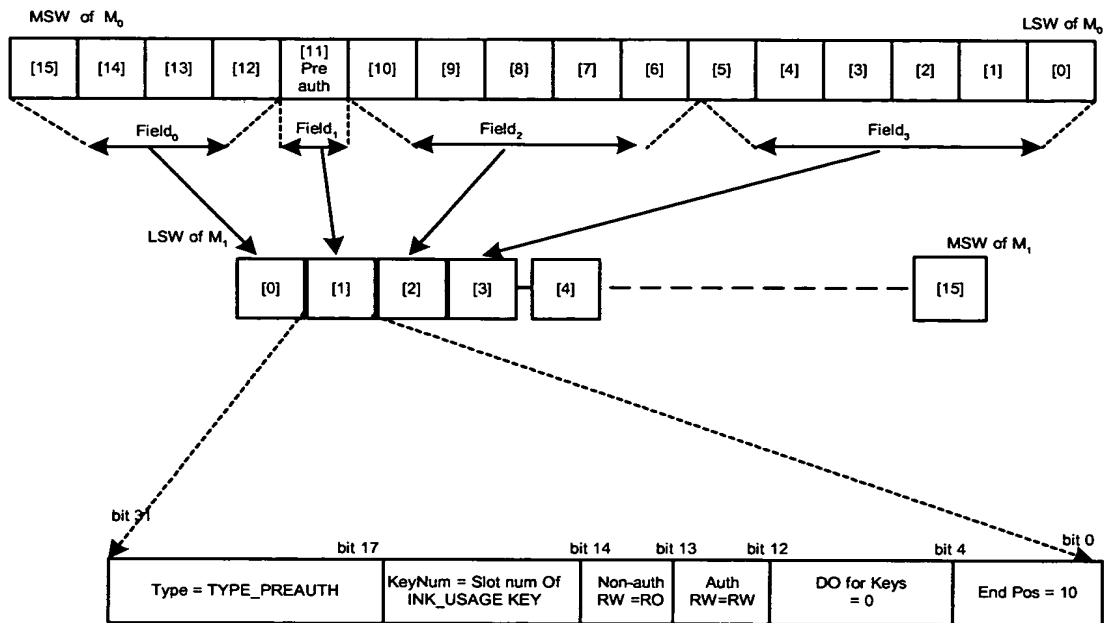 MSW of M0
LSW of M0
[15] [14] [13] [12] [11] Pre auth [10] [9] [8] [7] [6] [5] [4] [3] [2] [1] [0]
Field0 Field1 Field2 Field3
LSW of M1
MSW of M1
[0] [1] [2] [3] [4] [15]
bit 31
bit 17 bit 14 bit 13 bit 12 bit 4 bit 0
Type = TYPE_PREAUTH
KeyNum = Slot num Of
INK_USAGE KEY
Non-auth
RW =RO
Auth
RW=RW
DO for Keys
= 0
End Pos = 10